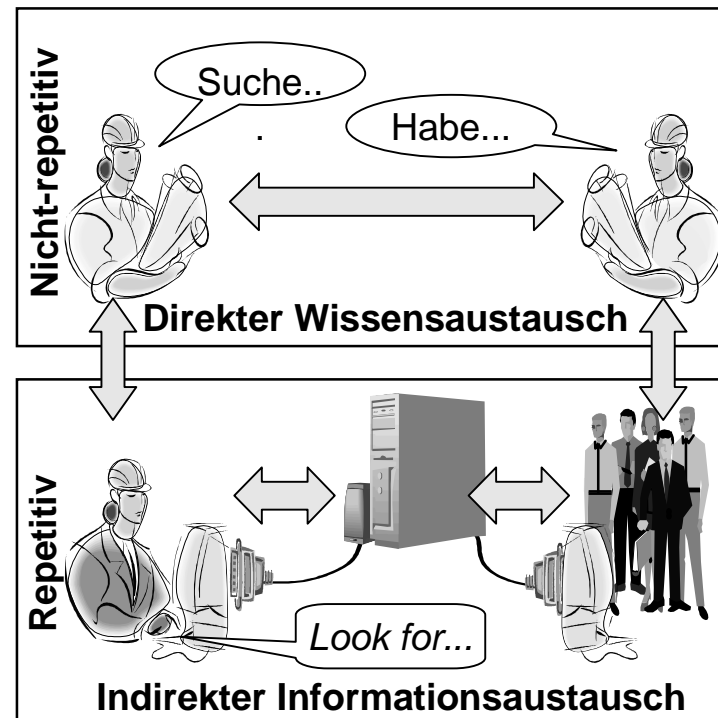 Nicht-repetitiv
Suche..
.
Habe...
Direkter Wissensaustausch
Repetitiv
Look for...
Indirekter Informationsaustausch